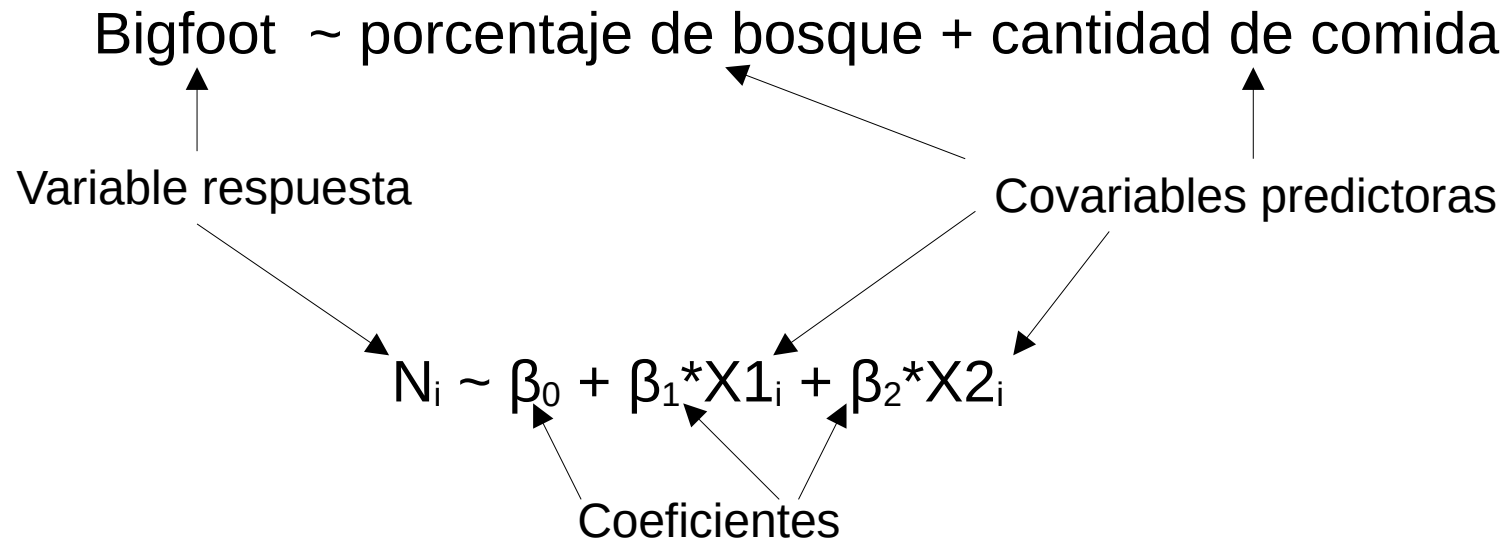 Bigfoot ~ porcentaje de bosque + cantidad de comida
Variable respuesta
Covariables predictoras
Nᵢ ~ β₀ + β₁*X1ᵢ + β₂*X2ᵢ
Coeficientes